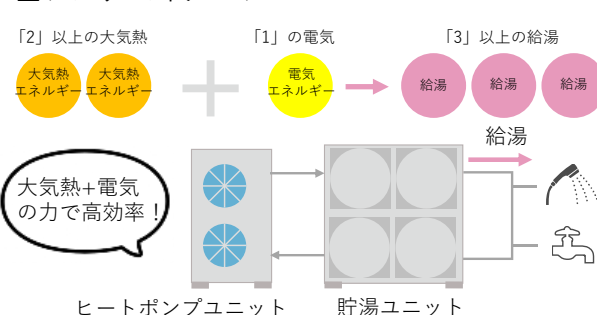 「2」以上の大気熱
「1」の電気
「3」以上の給湯
大気熱
エネルギー
大気熱
エネルギー
電気
エネルギー
給湯
給湯
給湯
給湯
大気熱+電気
の力で高効率！
ヒートポンプユニット
貯湯ユニット